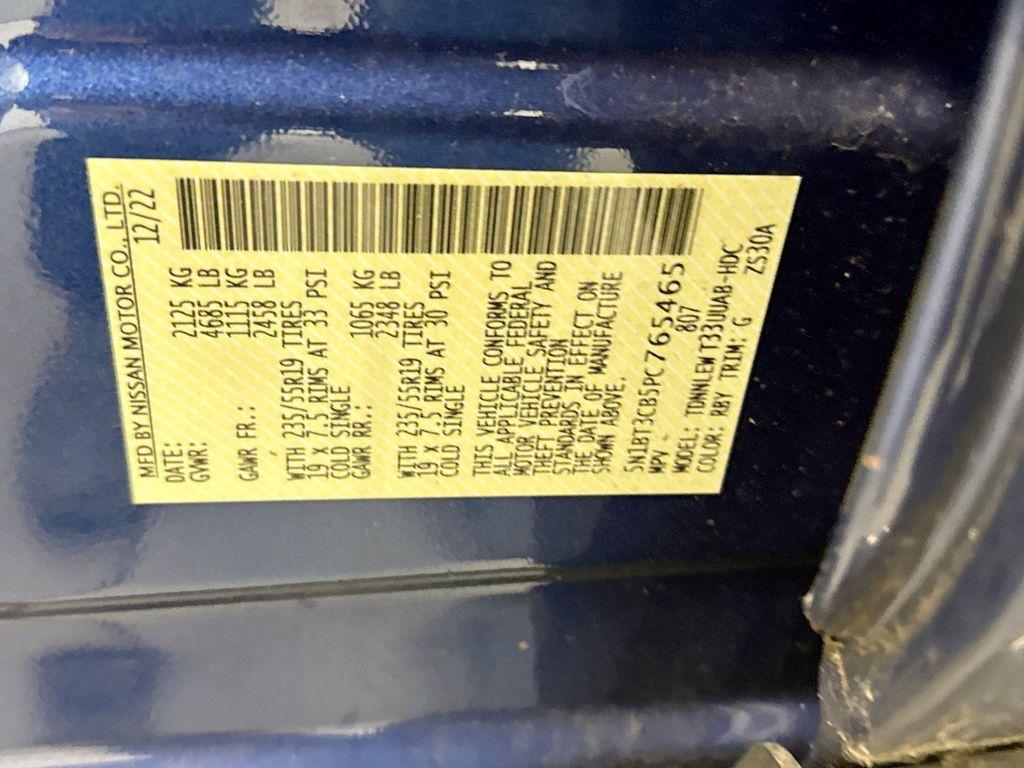 MFD BY NISSAN MOTOR CO., LTD.
DATE: 12/22
GVWR: 2125 KG
4685 LB
GAWR FR.: 1115 KG
2458 LB
WITH 235/55R19 TIRES
19 x 7.5 RIMS AT 33 PSI
COLD SINGLE
GAWR RR.: 1065 KG
2348 LB
WITH 235/55R19 TIRES
19 x 7.5 RIMS AT 30 PSI
COLD SINGLE
THIS VEHICLE CONFORMS TO
ALL APPLICABLE FEDERAL
MOTOR VEHICLE SAFETY AND
THEFT PREVENTION
STANDARDS IN EFFECT ON
THE DATE OF MANUFACTURE
SHOWN ABOVE.
5N1BT3CB5PC765465
MPV 807
MODEL: TDNNLEW T33UUAB-HDC
COLOR: RBY TRIM: G ZS30A